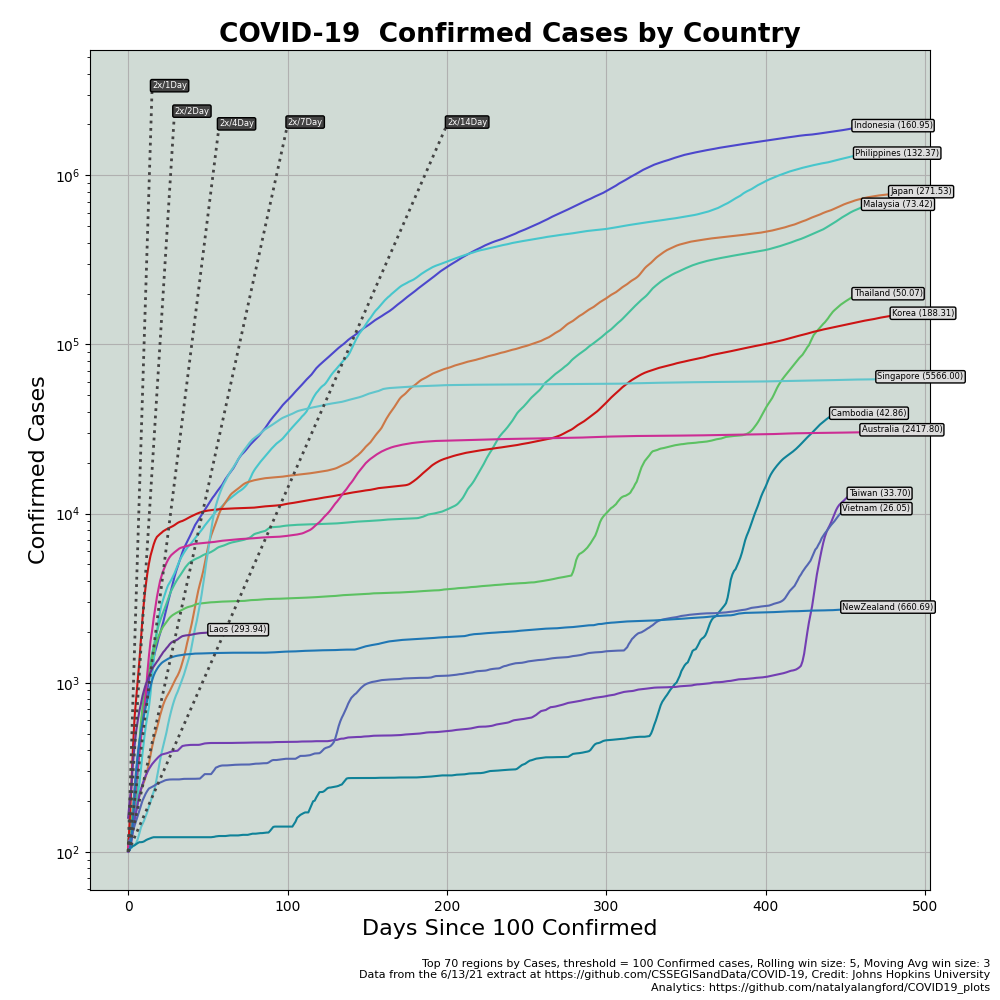 COVID-19  Confirmed Cases by Country
2x/1Day
2x/2Day
2x/4Day
2x/7Day
2x/14Day
Indonesia (160.95)
Philippines (132.37)
Japan (271.53)
Malaysia (73.42)
Thailand (50.07)
Korea (188.31)
Singapore (5566.00)
Cambodia (42.86)
Australia (2417.80)
Taiwan (33.70)
Vietnam (26.05)
NewZealand (660.69)
Laos (293.94)
Confirmed Cases
10^6
10^5
10^4
10^3
10^2
0 100 200 300 400 500
Days Since 100 Confirmed
Top 70 regions by Cases, threshold = 100 Confirmed cases, Rolling win size: 5, Moving Avg win size: 3
Data from the 6/13/21 extract at https://github.com/CSSEGISandData/COVID-19, Credit: Johns Hopkins University
Analytics: https://github.com/natalyalangford/COVID19_plots